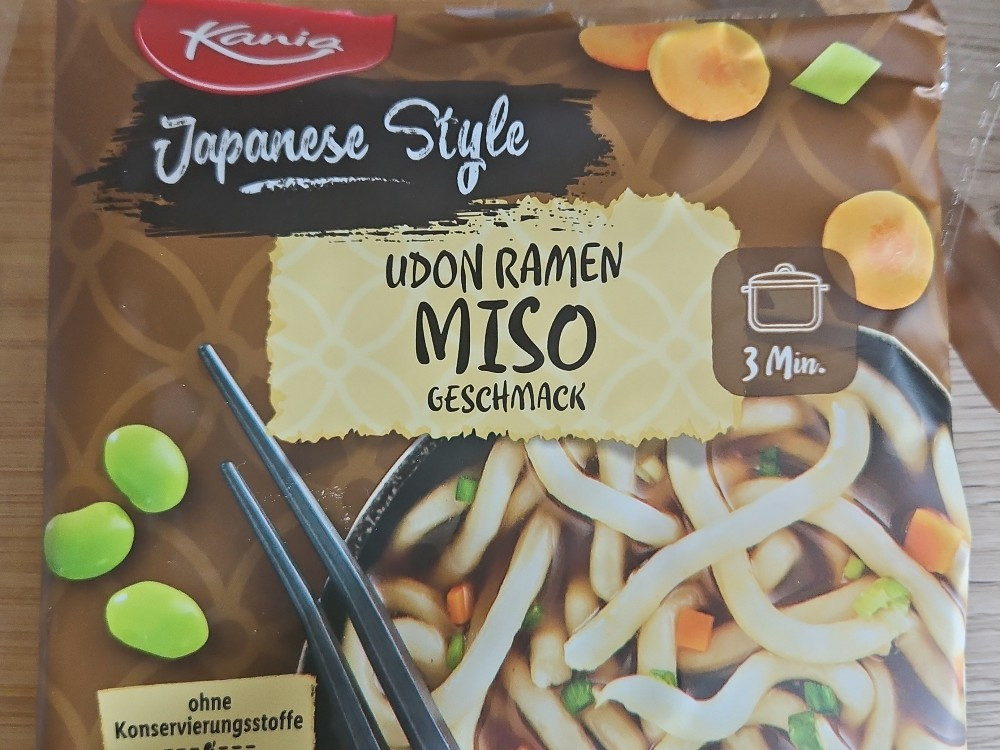 Kania
Japanese Style
UDON RAMEN
MISO
GESCHMACK
3 Min.
ohne
Konservierungsstoffe